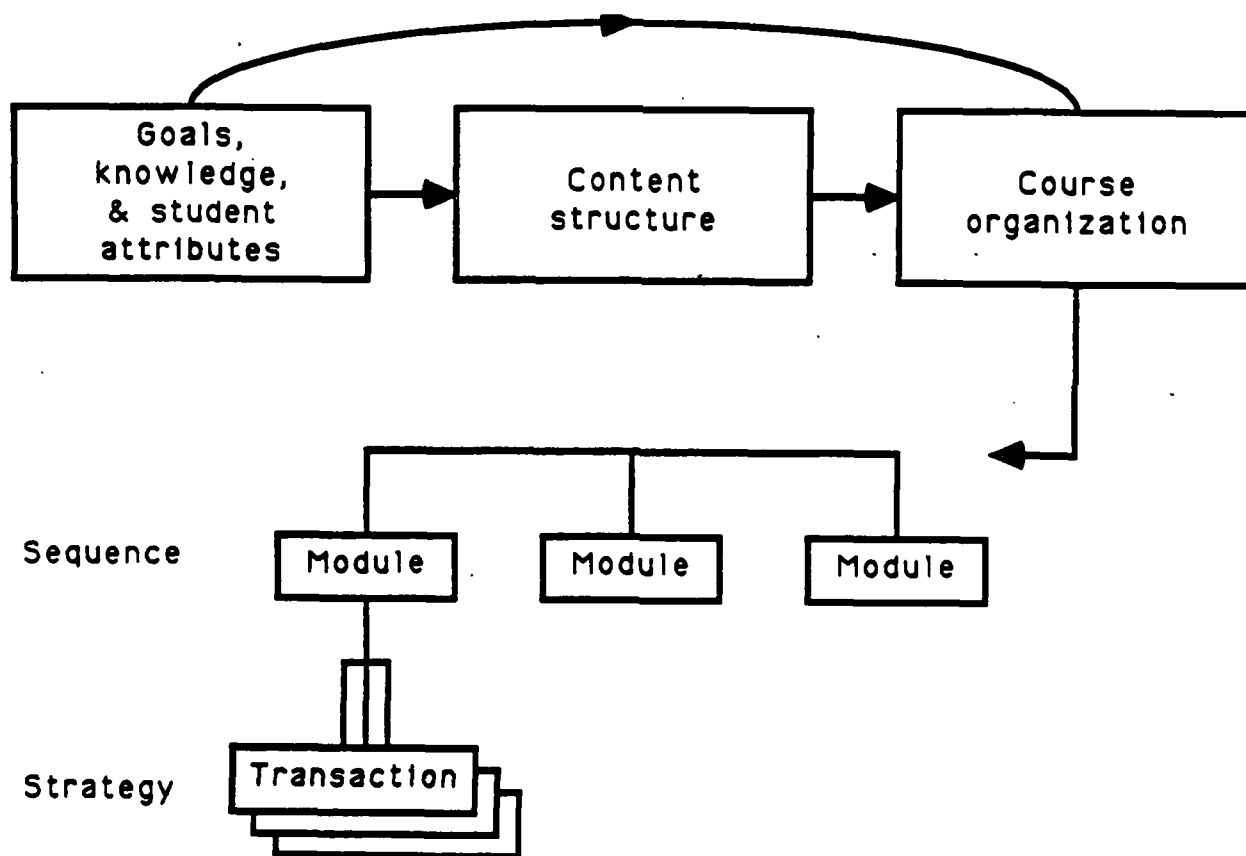 Goals,
knowledge,
& student
attributes
Content
structure
Course
organization
Sequence
Module
Module
Module
Strategy
Transaction